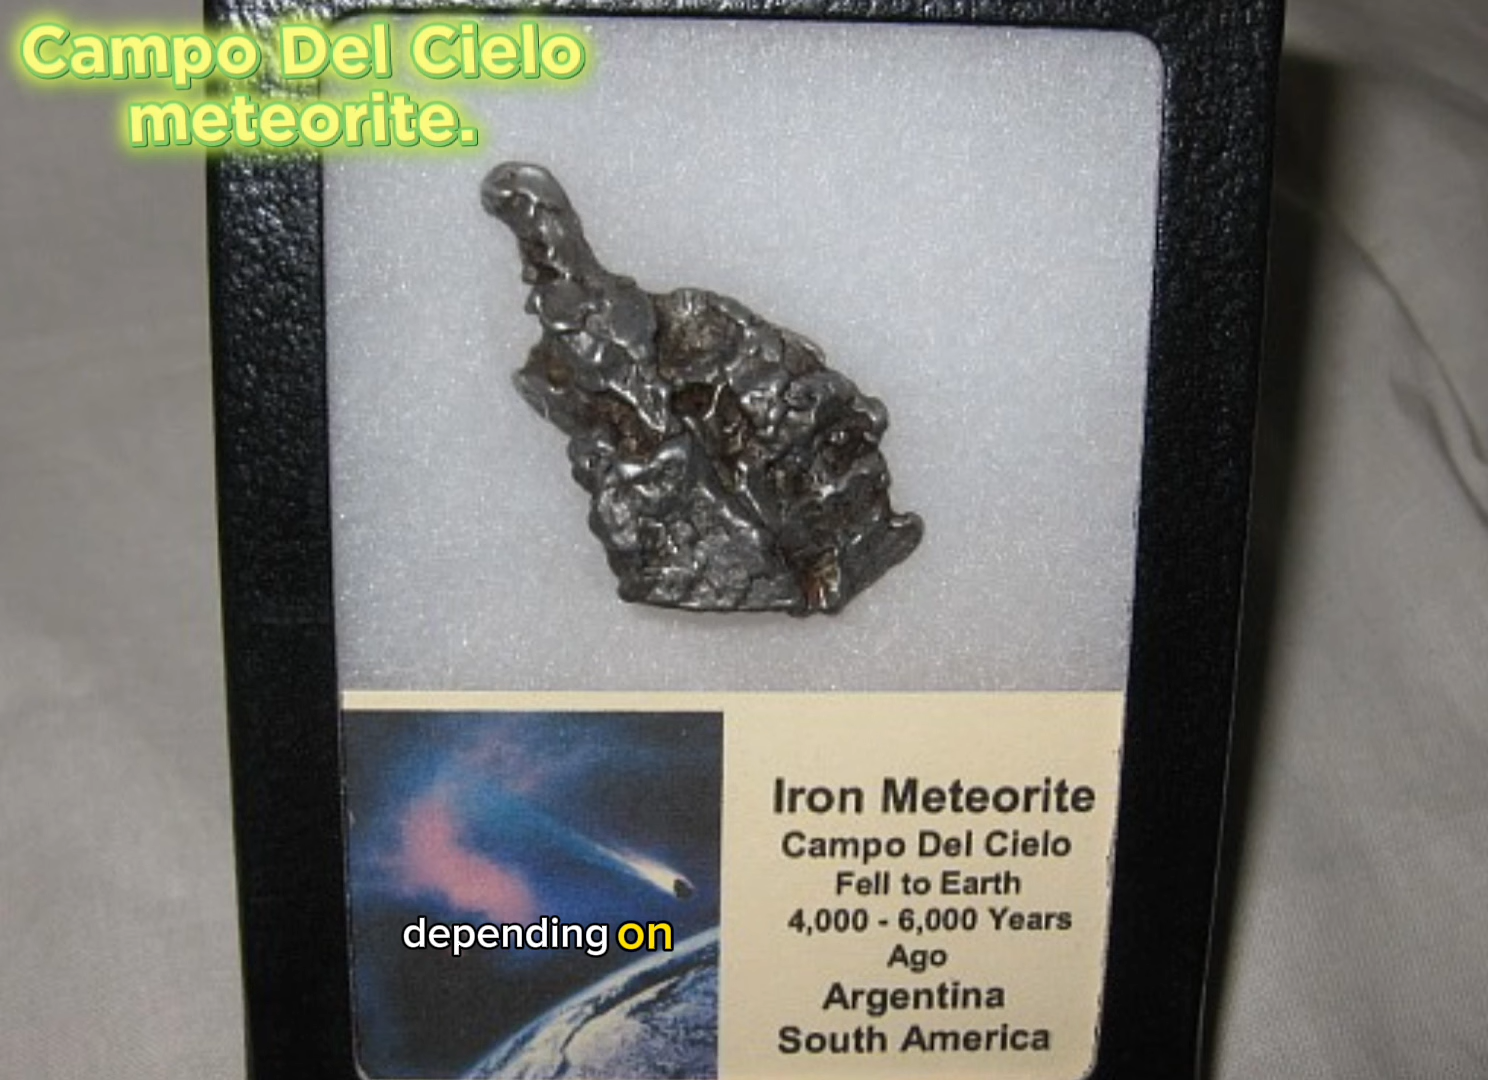 Campo Del Cielo
meteorite.
Iron Meteorite
Campo Del Cielo
Fell to Earth
4,000 - 6,000 Years
Ago
Argentina
South America
depending on